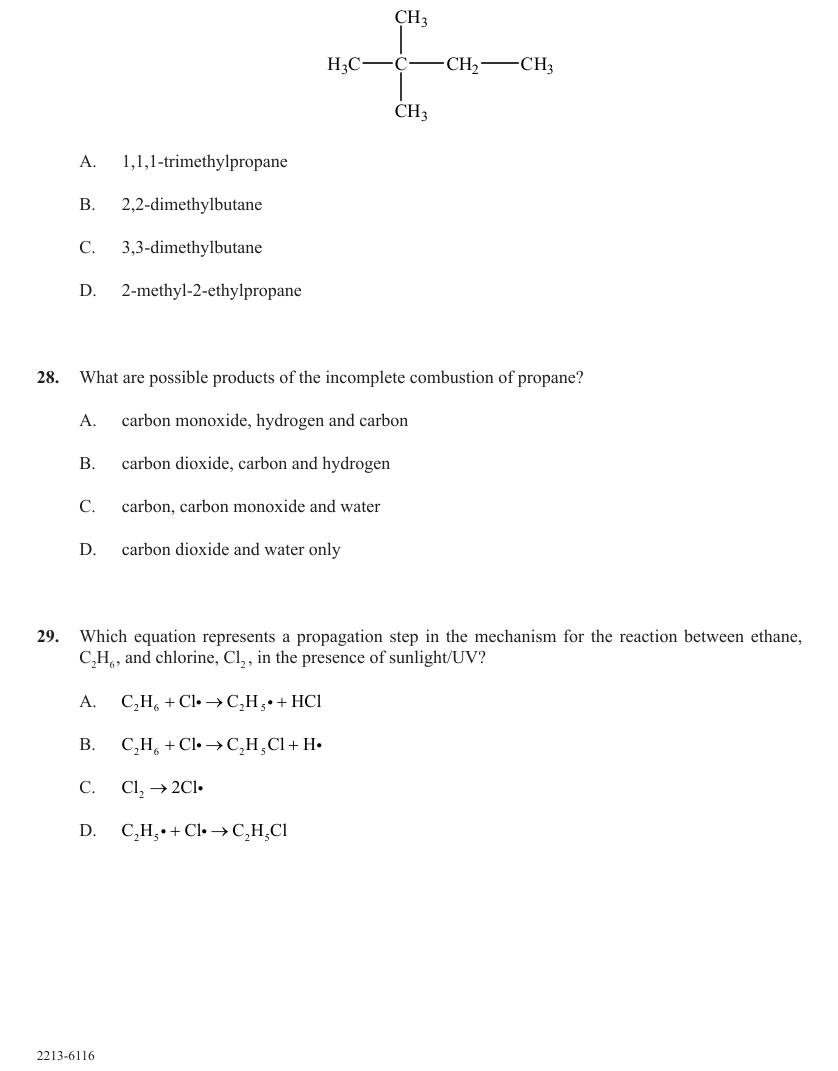 CH₃
H₃C—C—CH₂—CH₃
CH₃
A. 1,1,1-trimethylpropane
B. 2,2-dimethylbutane
C. 3,3-dimethylbutane
D. 2-methyl-2-ethylpropane
28. What are possible products of the incomplete combustion of propane?
A. carbon monoxide, hydrogen and carbon
B. carbon dioxide, carbon and hydrogen
C. carbon, carbon monoxide and water
D. carbon dioxide and water only
29. Which equation represents a propagation step in the mechanism for the reaction between ethane,
C₂H₆, and chlorine, Cl₂, in the presence of sunlight/UV?
A. C₂H₆ + Cl• → C₂H₅• + HCl
B. C₂H₆ + Cl• → C₂H₅Cl + H•
C. Cl₂ → 2Cl•
D. C₂H₅• + Cl• → C₂H₅Cl
2213-6116